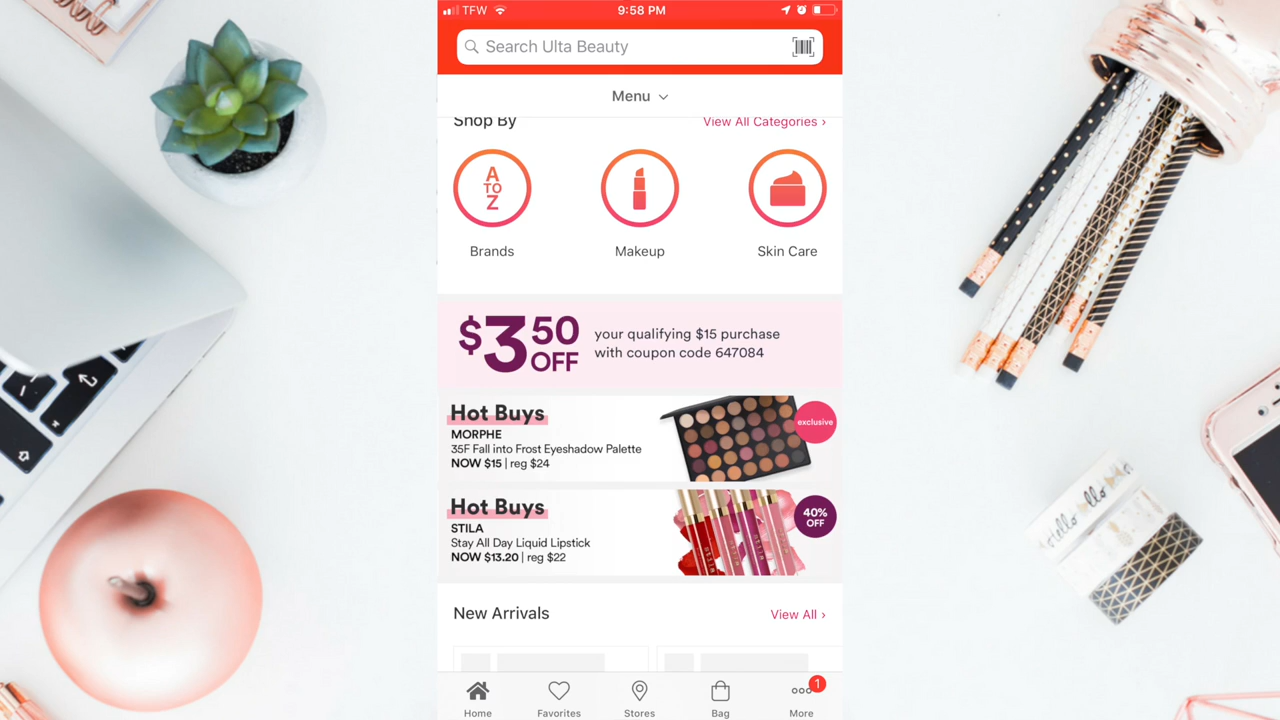 TFW
9:58 PM
Search Ulta Beauty
Menu
Shop By
View All Categories ›
A
TO
Z
Brands
Makeup
Skin Care
$3 50 OFF
your qualifying $15 purchase
with coupon code 647084
Hot Buys
MORPHE
35F Fall into Frost Eyeshadow Palette
NOW $15 | reg $24
exclusive
Hot Buys
STILA
Stay All Day Liquid Lipstick
NOW $13.20 | reg $22
40%
OFF
New Arrivals
View All ›
Home
Favorites
Stores
Bag
1
More
Hello